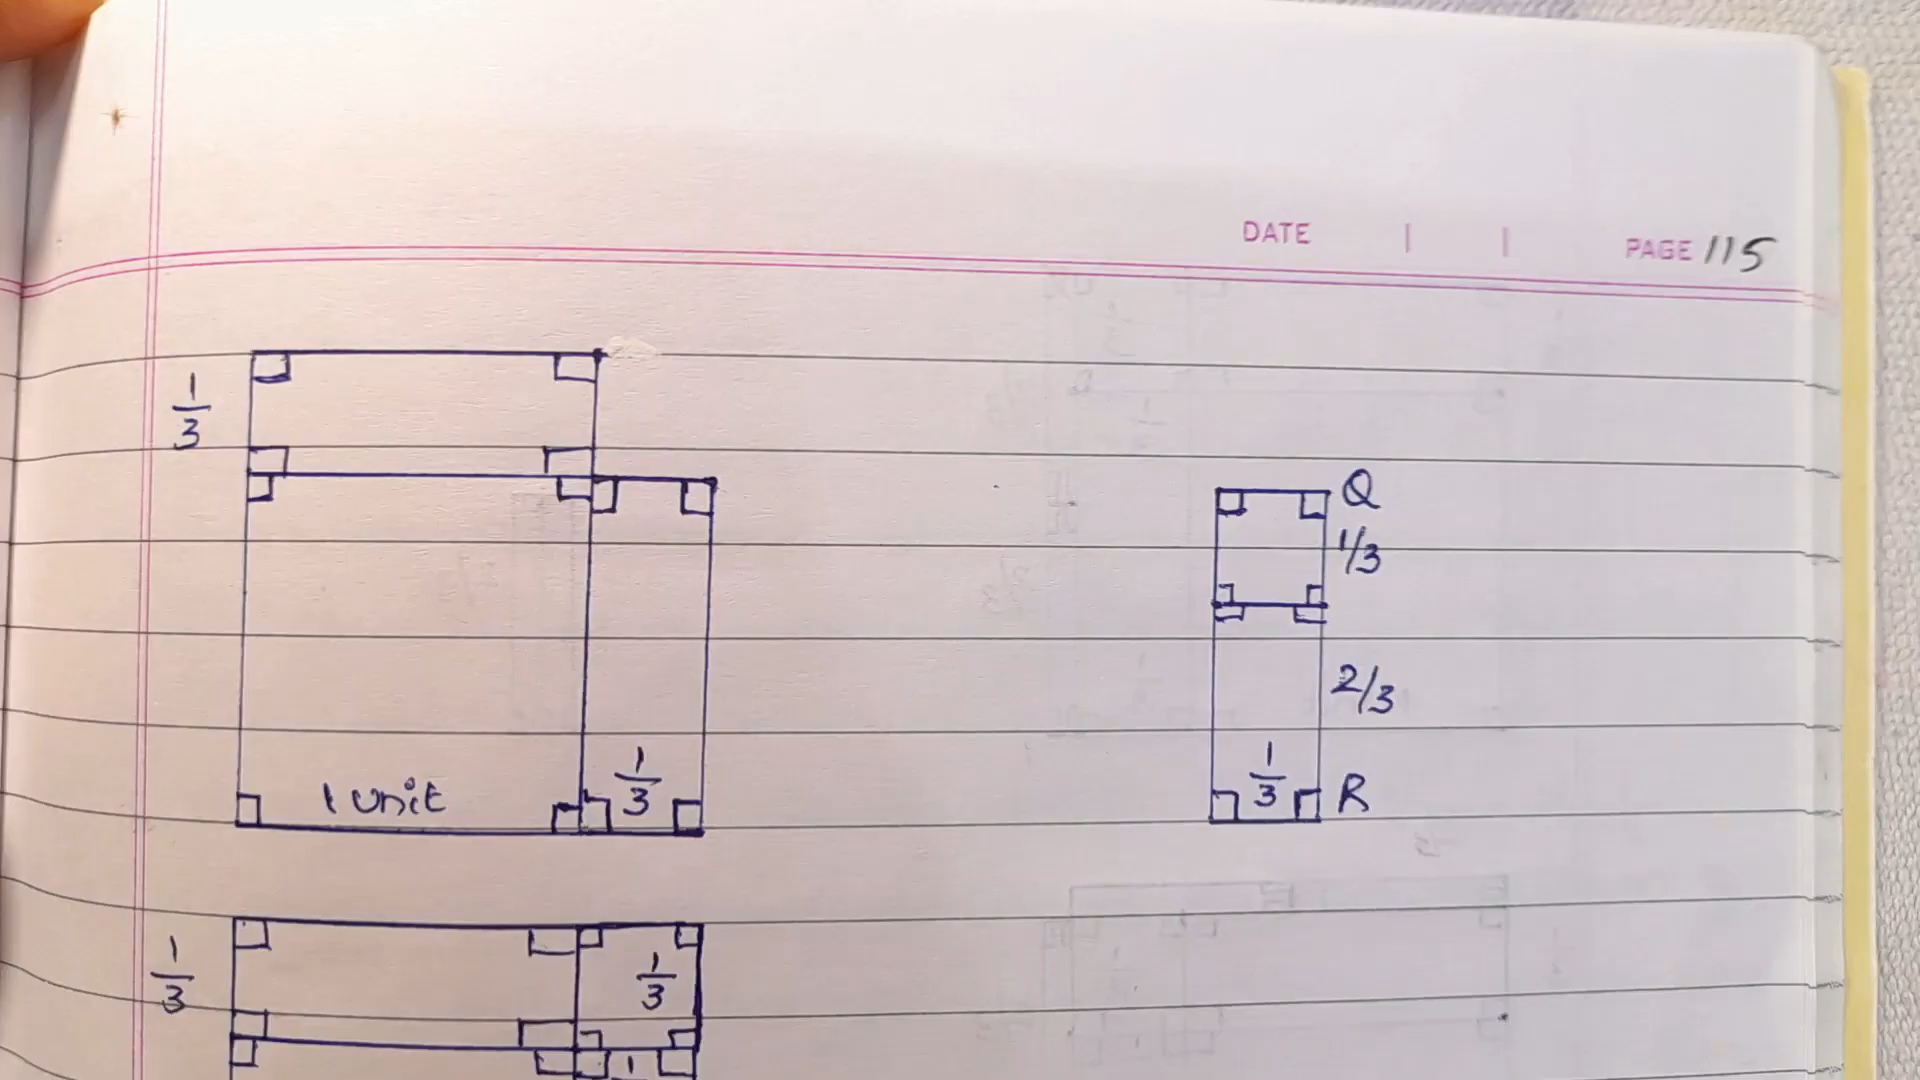 DATE | | PAGE 115
1/3
Q
1/3
2/3
1 unit 1/3
1/3 R
1/3 1/3